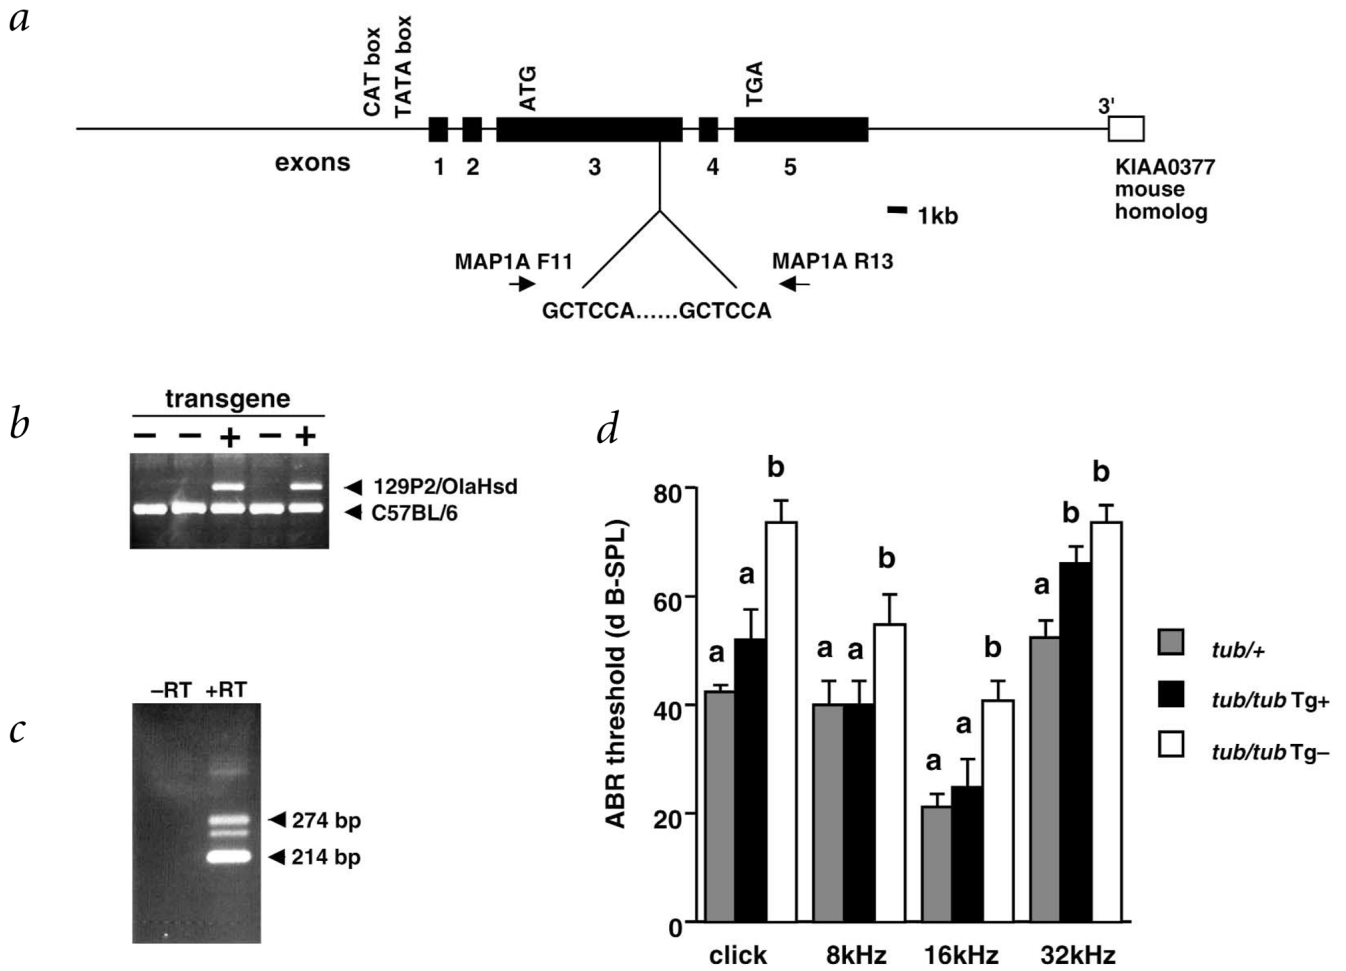 a
CAT box
TATA box
ATG
TGA
3'
exons
1 2 3 4 5
KIAA0377
mouse
homolog
1kb
MAP1A F11
MAP1A R13
GCTCCA......GCTCCA
b
transgene
– – + – +
129P2/OlaHsd
C57BL/6
c
–RT +RT
274 bp
214 bp
d
ABR threshold (d B-SPL)
80
60
40
20
0
a a b
a a b
a a b
a b b
click 8kHz 16kHz 32kHz
tub/+
tub/tub Tg+
tub/tub Tg–